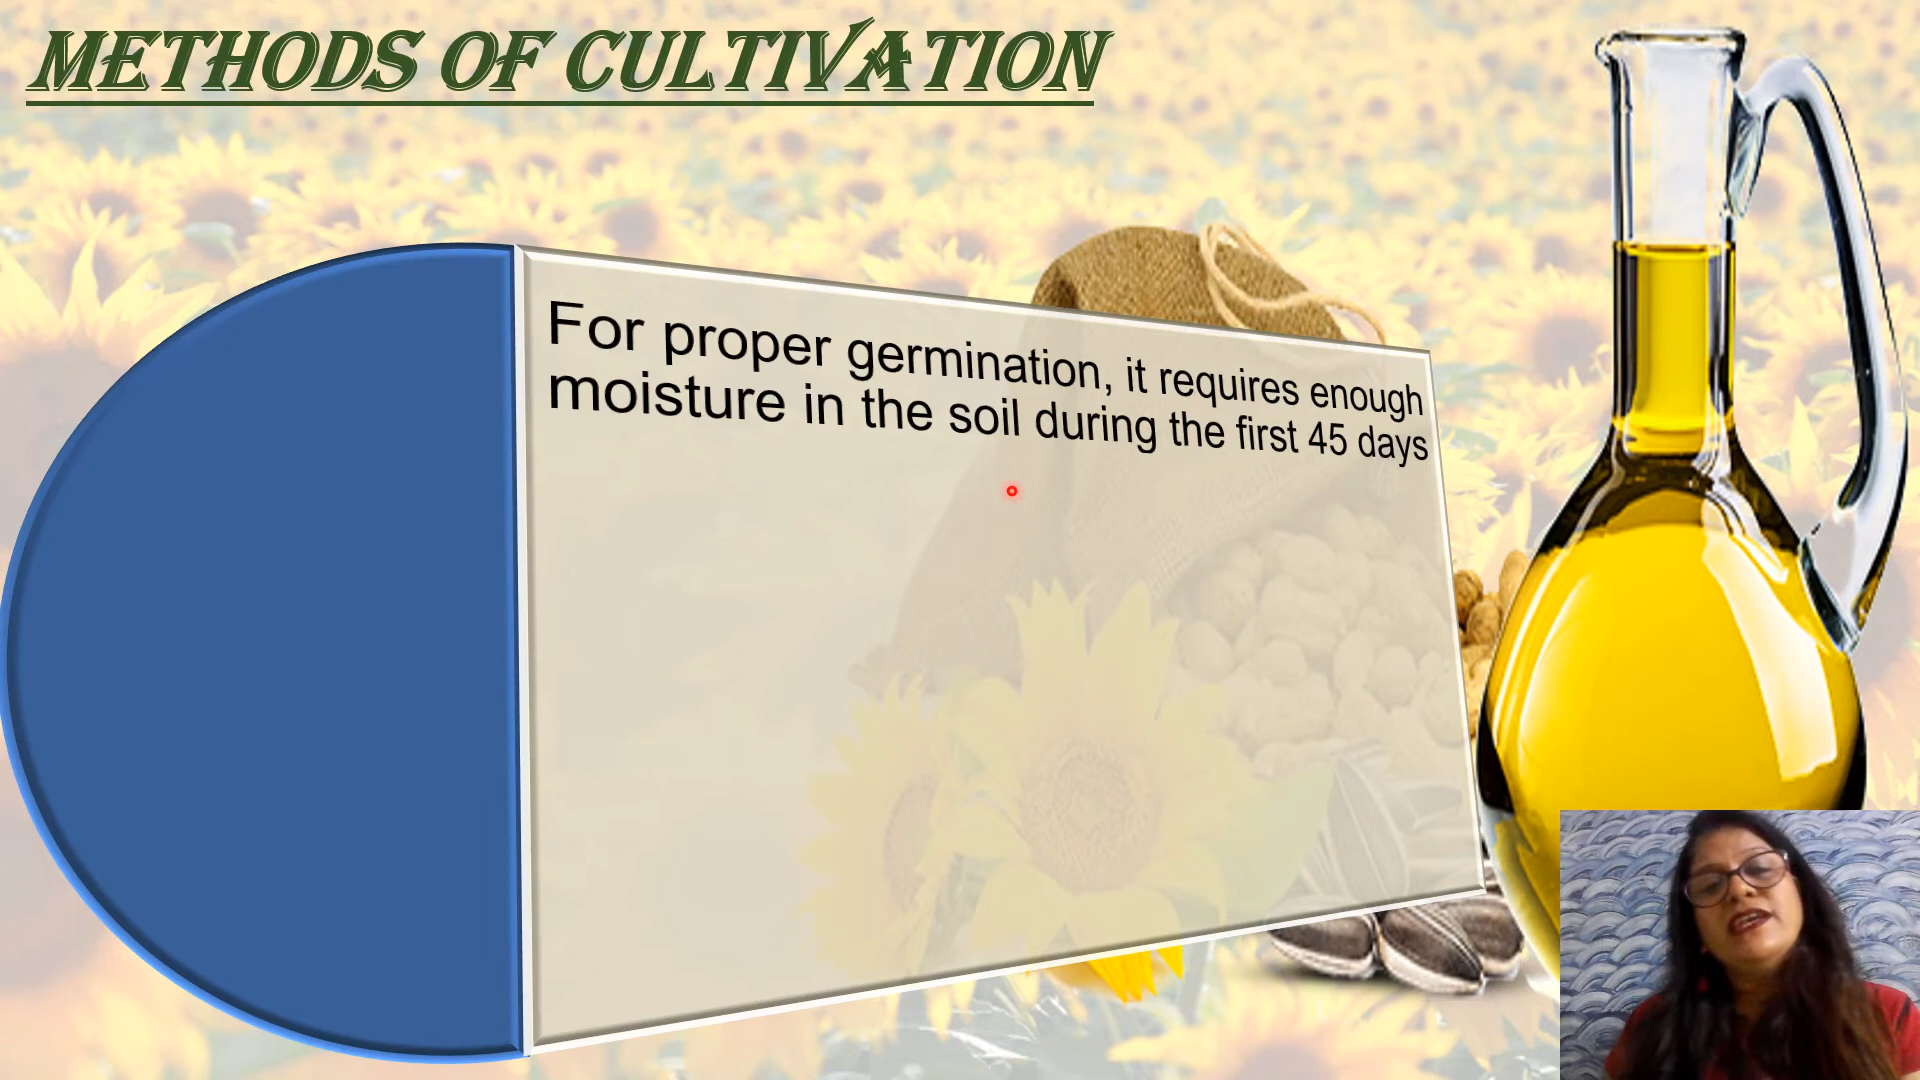 METHODS OF CULTIVATION
For proper germination, it requires enough
moisture in the soil during the first 45 days